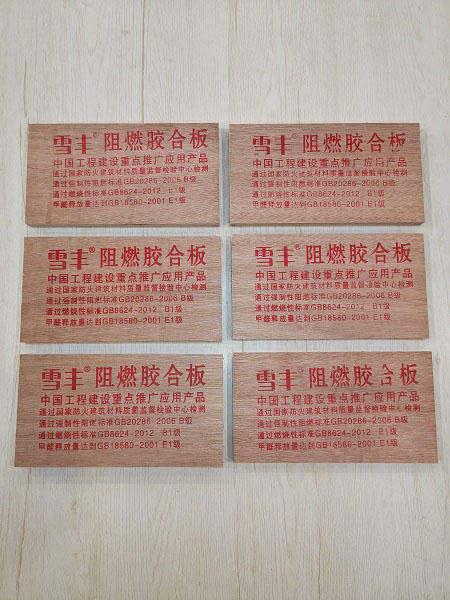 雪丰®阻燃胶合板
中国工程建设重点推广应用产品
通过国家防火建筑材料质量监督检验中心检测
通过强制性阻燃标准GB20286-2006 B级
通过燃烧性标准GB8624-2012 B1级
甲醛释放量达到GB18580-2001 E1级
雪丰®阻燃胶合板
中国工程建设重点推广应用产品
通过国家防火建筑材料质量监督检验中心检测
通过强制性阻燃标准GB20286-2006 B级
通过燃烧性标准GB8624-2012 B1级
甲醛释放量达到GB18580-2001 E1级
雪丰®阻燃胶合板
中国工程建设重点推广应用产品
通过国家防火建筑材料质量监督检验中心检测
通过强制性阻燃标准GB20286-2006 B级
通过燃烧性标准GB8624-2012 B1级
甲醛释放量达到GB18580-2001 E1级
雪丰®阻燃胶合板
中国工程建设重点推广应用产品
通过国家防火建筑材料质量监督检验中心检测
通过强制性阻燃标准GB20286-2006 B级
通过燃烧性标准GB8624-2012 B1级
甲醛释放量达到GB18580-2001 E1级
雪丰®阻燃胶合板
中国工程建设重点推广应用产品
通过国家防火建筑材料质量监督检验中心检测
通过强制性阻燃标准GB20286-2006 B级
通过燃烧性标准GB8624-2012 B1级
甲醛释放量达到GB18580-2001 E1级
雪丰®阻燃胶合板
中国工程建设重点推广应用产品
通过国家防火建筑材料质量监督检验中心检测
通过强制性阻燃标准GB20286-2006 B级
通过燃烧性标准GB8624-2012 B1级
甲醛释放量达到GB18580-2001 E1级